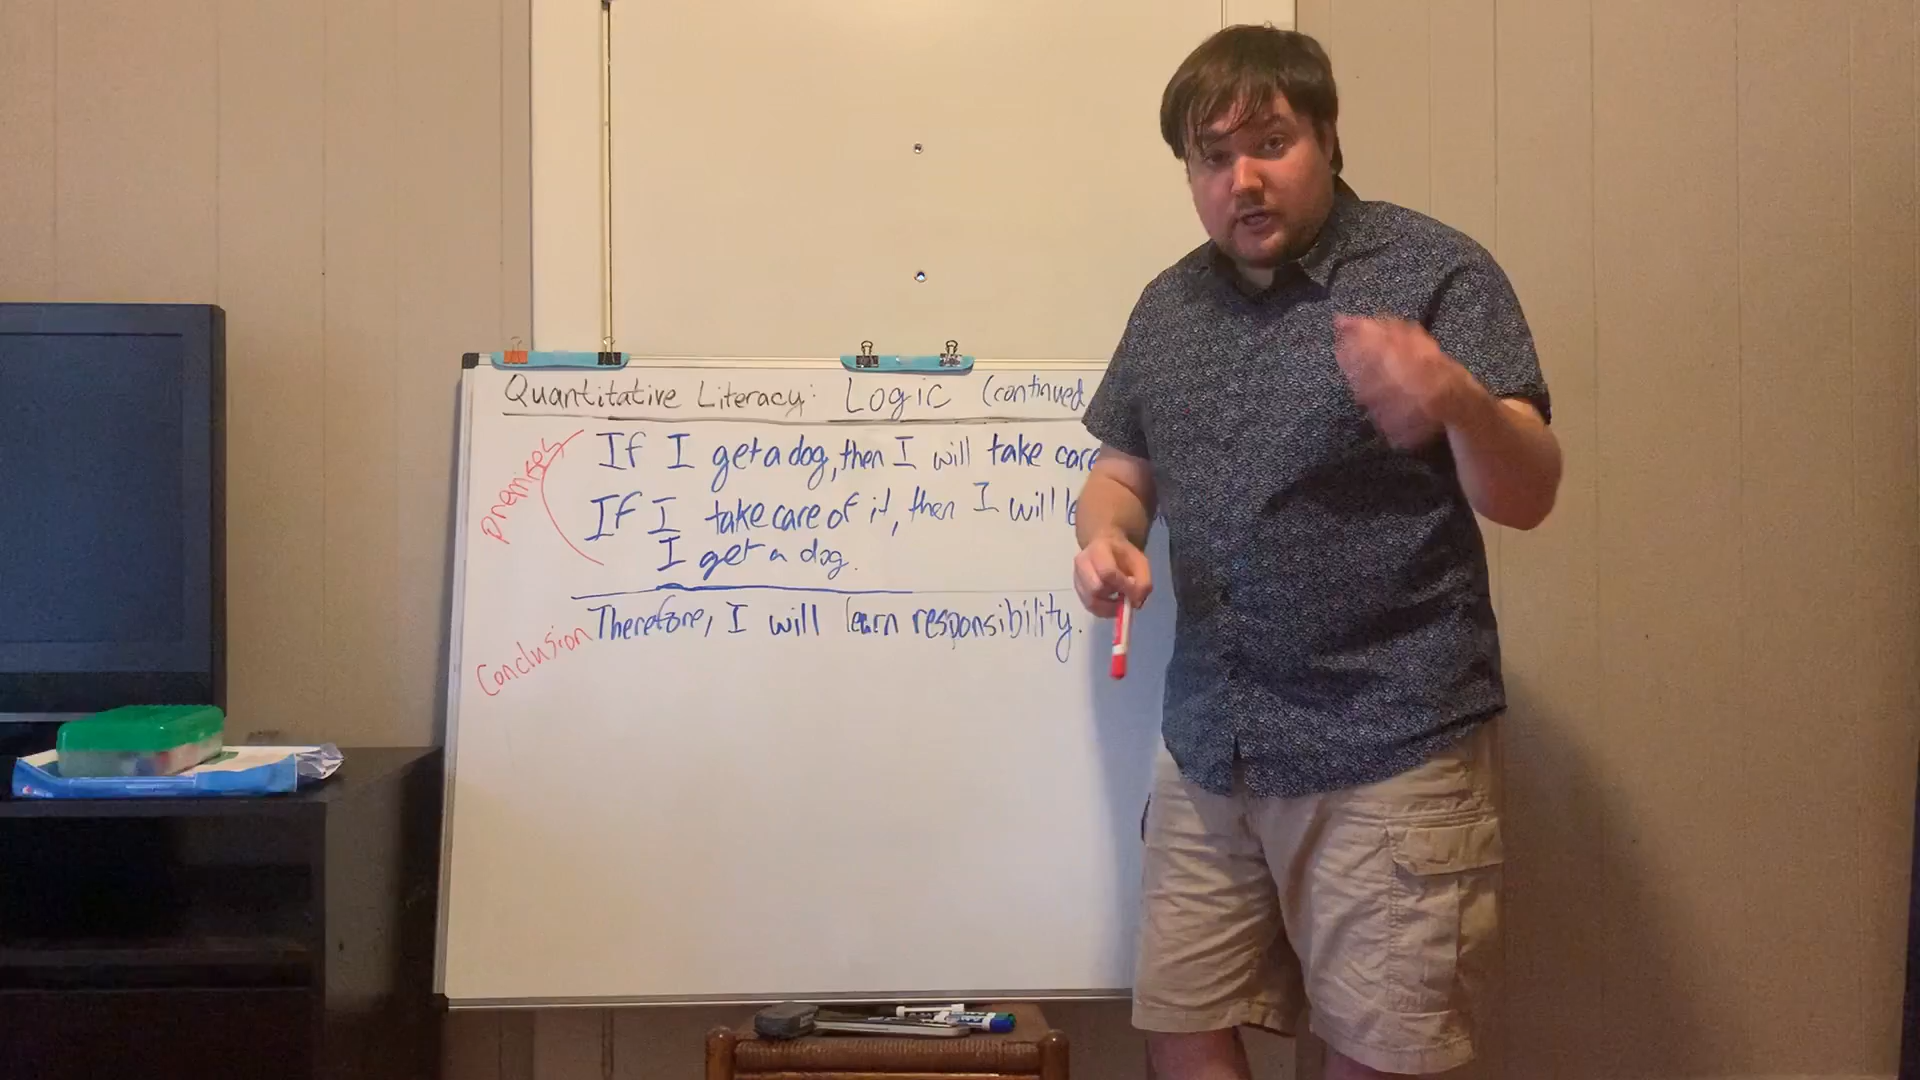 Quantitative Literacy: Logic (continued
Premises
If I get a dog, then I will take care
If I take care of it, then I will
I get a dog.
Therefore, I will learn responsibility.
Conclusion